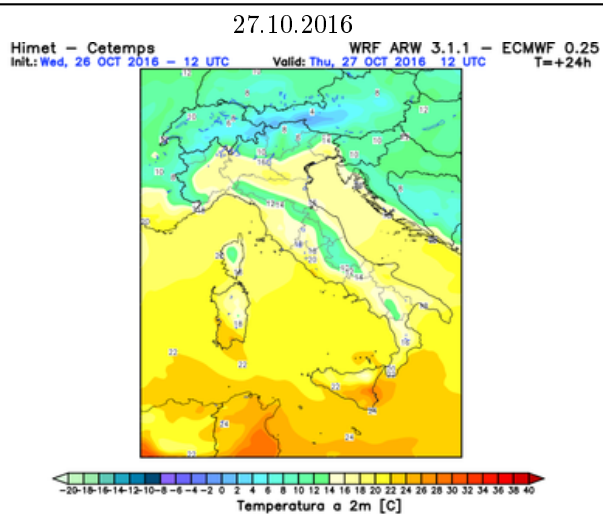 27.10.2016
Himet - Cetemps WRF ARW 3.1.1 - ECMWF 0.25
Init.: Wed, 26 OCT 2016 - 12 UTC Valid: Thu, 27 OCT 2016 12 UTC T=+24h
-20-18-16-14-12-10-8 -6 -4 -2 0 2 4 6 8 10 12 14 16 18 20 22 24 26 28 30 32 34 36 38 40
Temperatura a 2m [C]